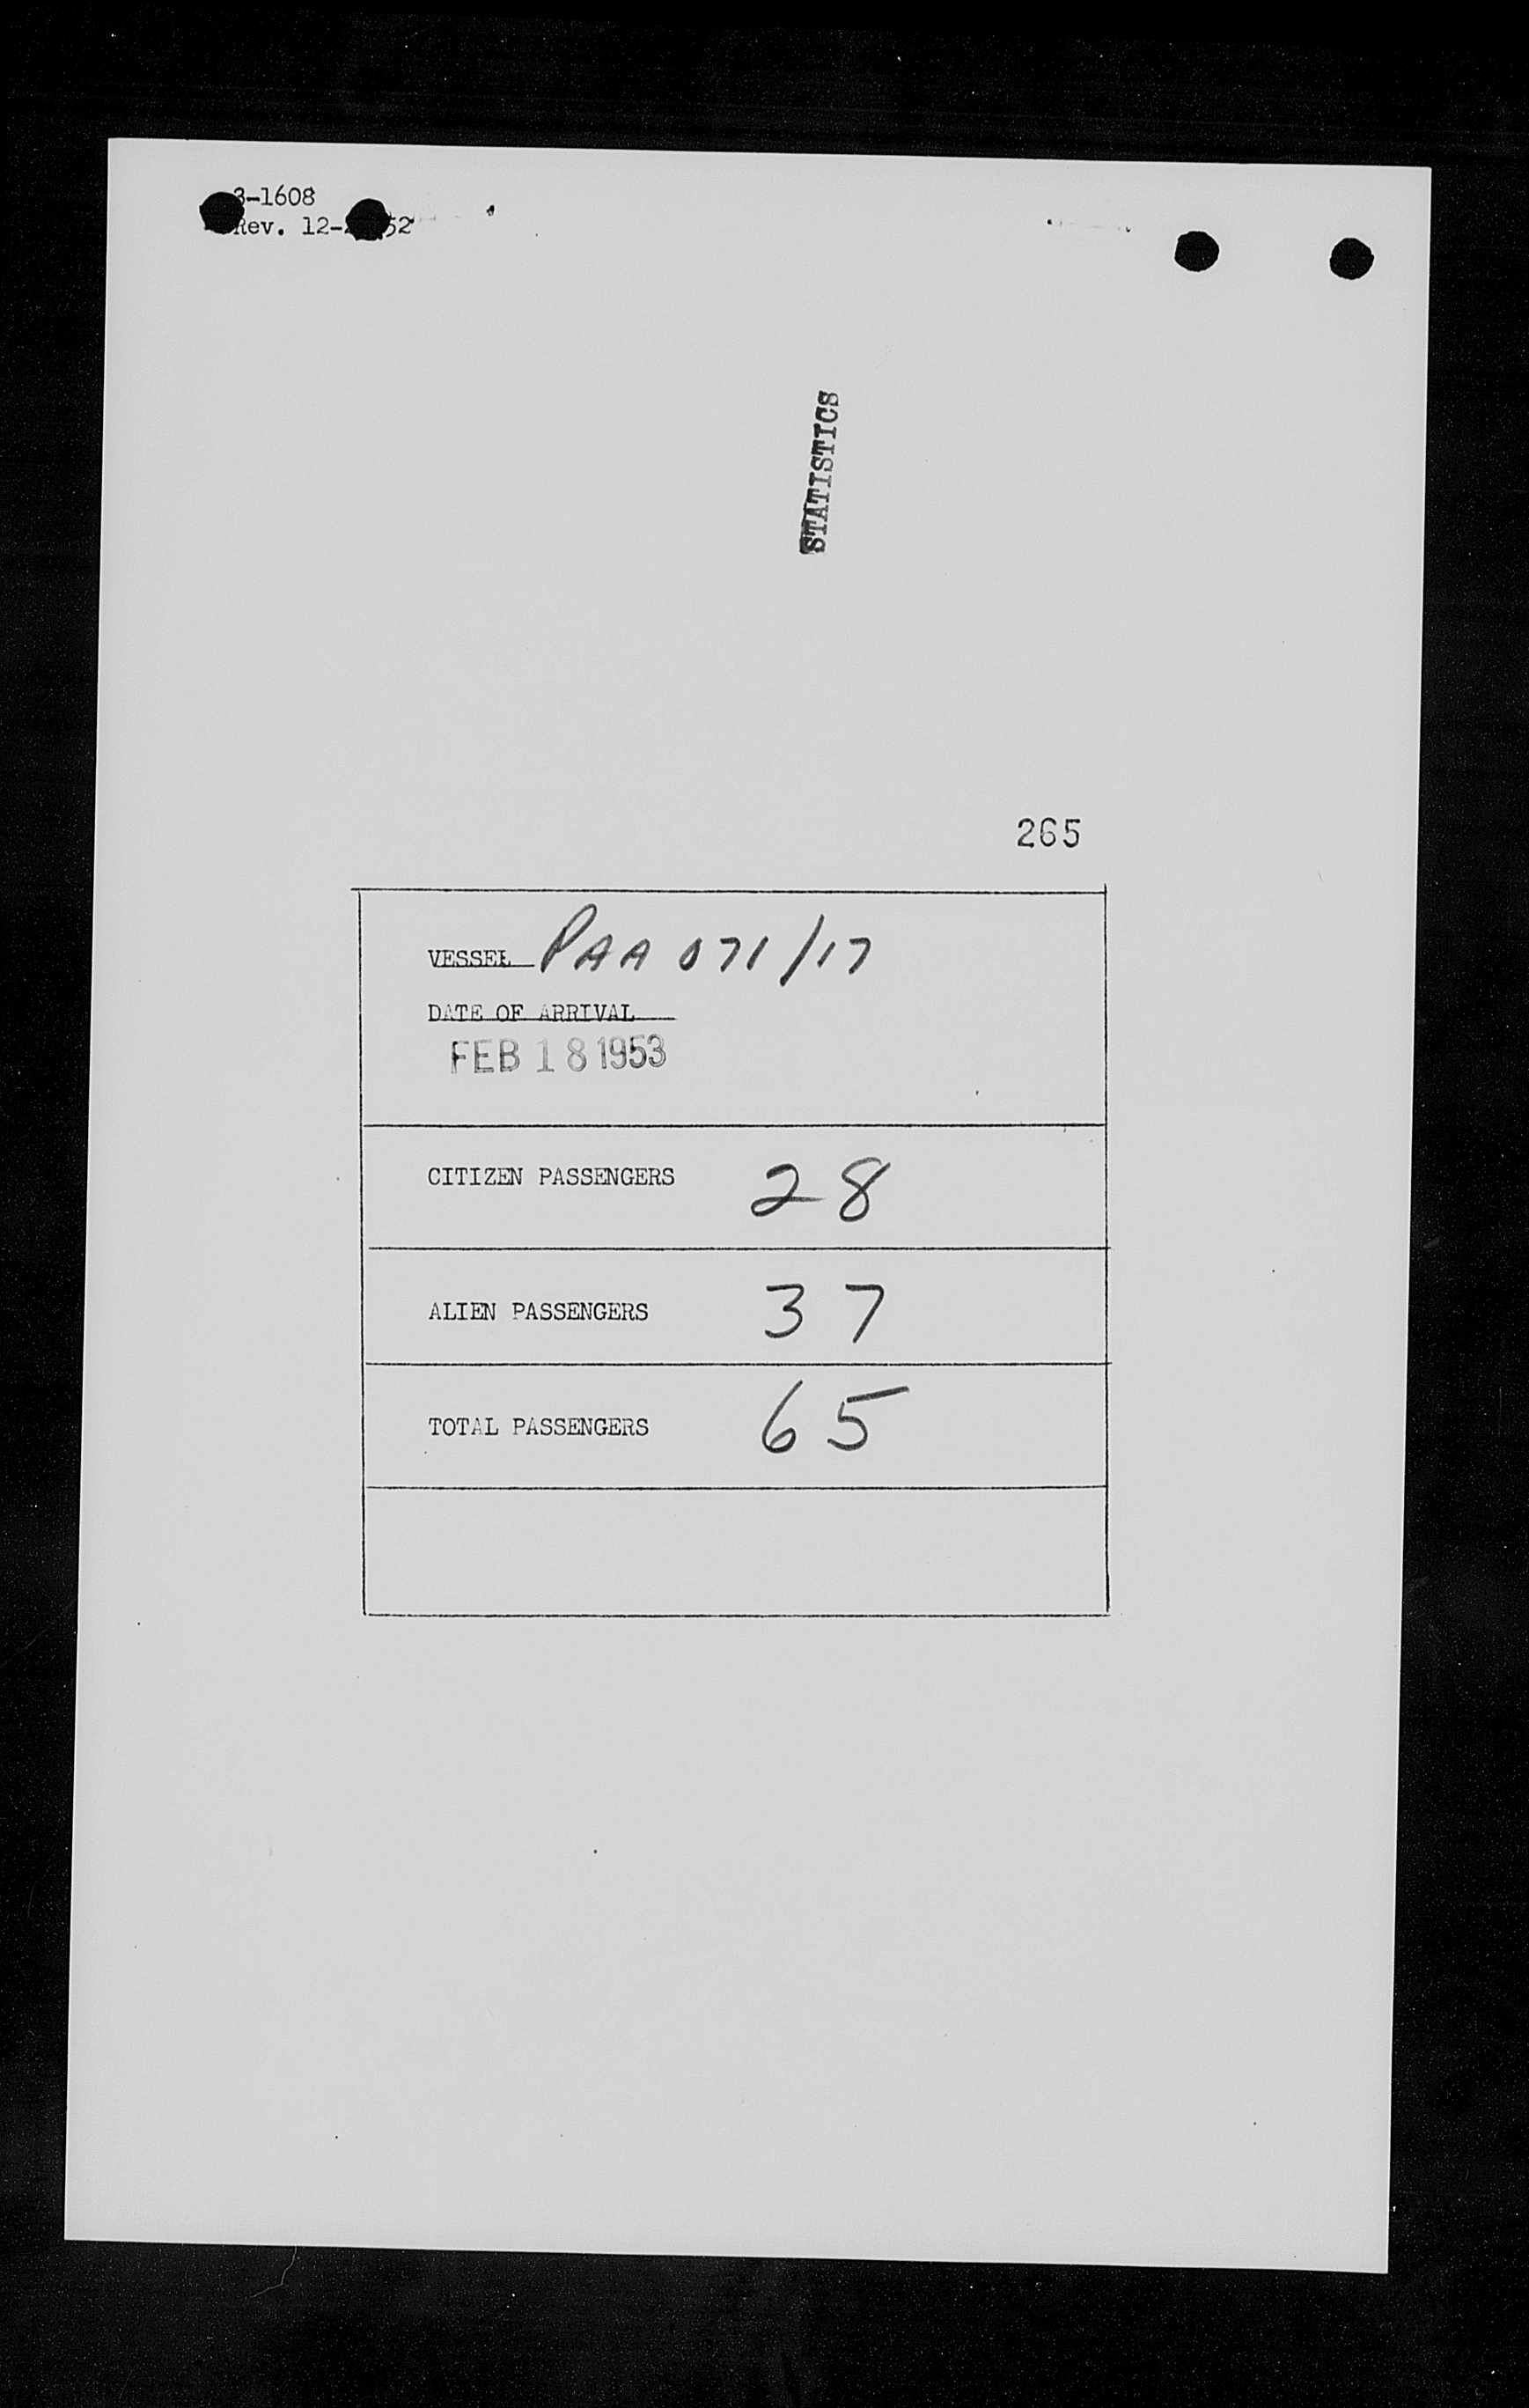 3-1608
Rev. 12- 52
STATISTICS
265
VESSEL PAA 071/17
DATE OF ARRIVAL
FEB 18 1953
CITIZEN PASSENGERS 28
ALIEN PASSENGERS 37
TOTAL PASSENGERS 65